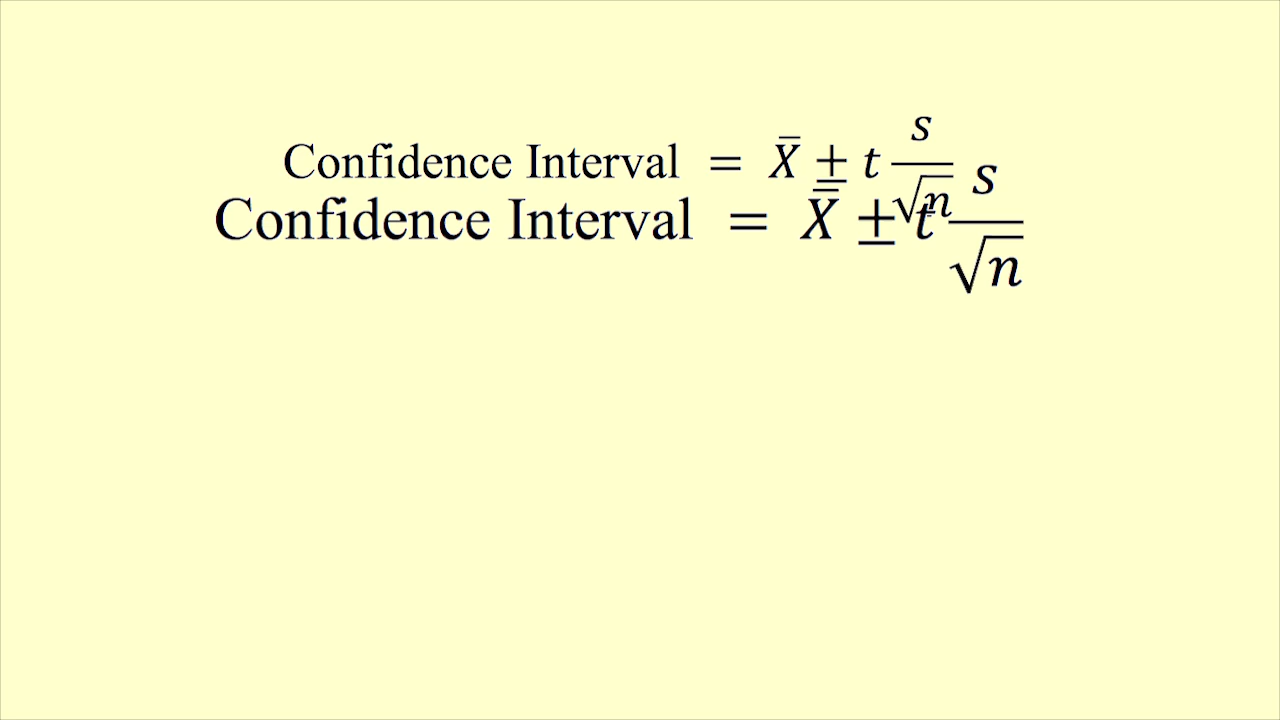 Confidence Interval = X̄ ± t s/√n
Confidence Interval = X̄ ± t s/√n